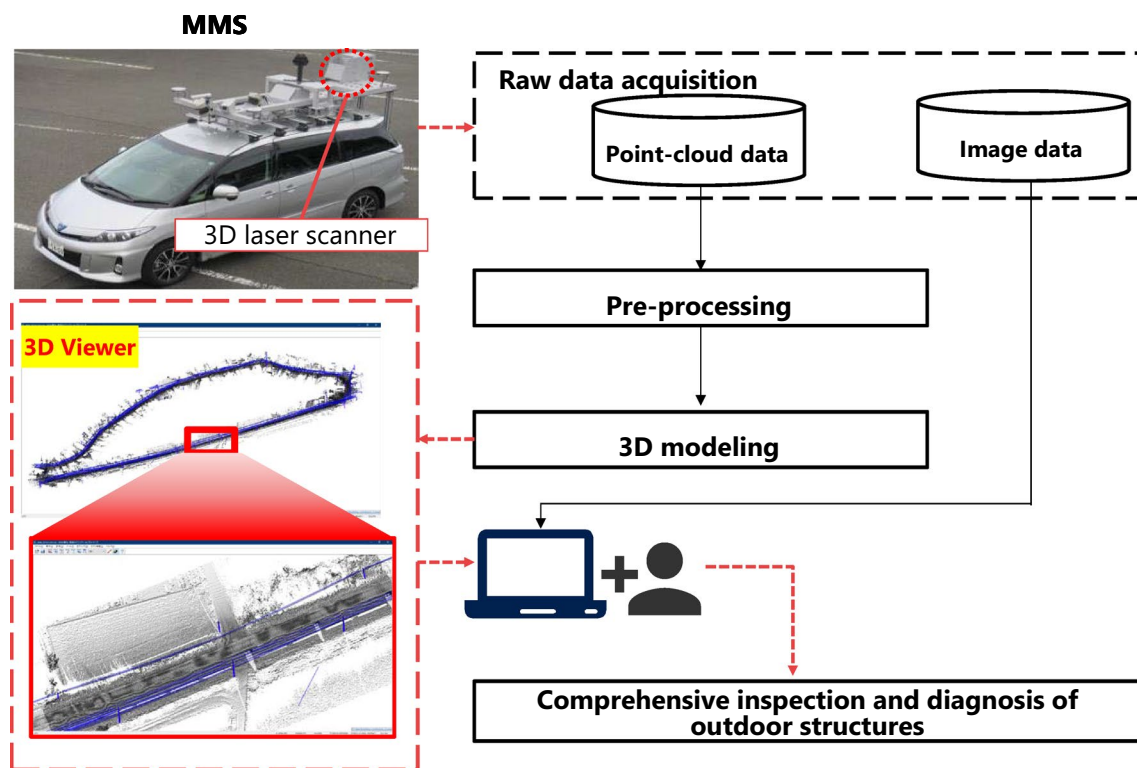 MMS
Raw data acquisition
Point-cloud data
Image data
3D laser scanner
Pre-processing
3D Viewer
3D modeling
Comprehensive inspection and diagnosis of
outdoor structures